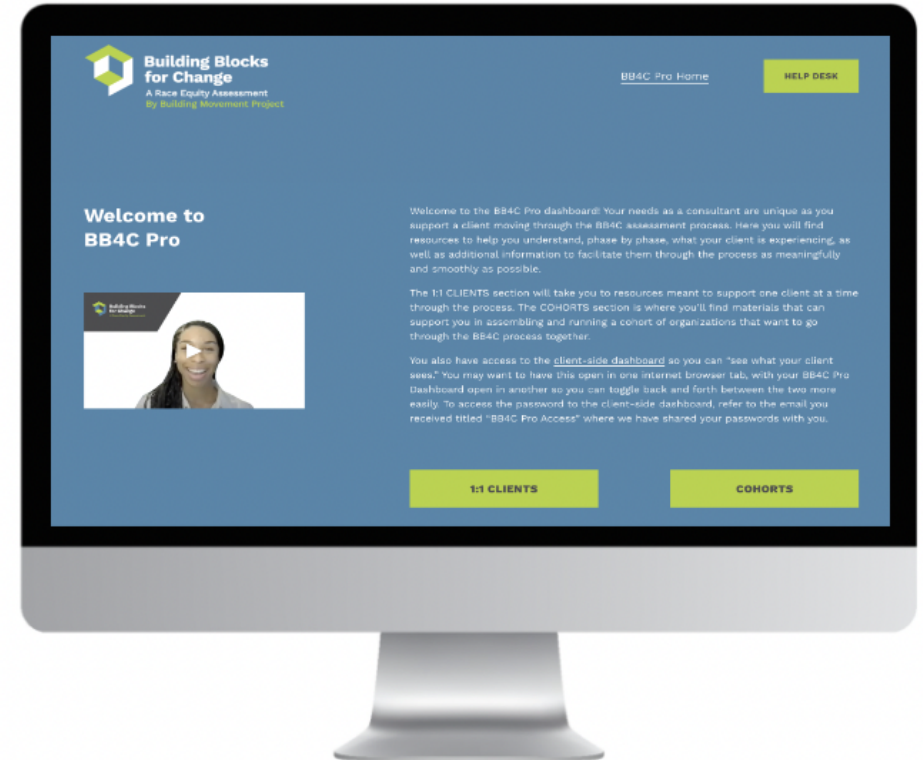 Building Blocks
for Change
A Race Equity Assessment
By Building Movement Project
BB4C Pro Home
HELP DESK
Welcome to
BB4C Pro
Building Blocks
for Change
Welcome to the BB4C Pro dashboard! Your needs as a consultant are unique as you
support a client moving through the BB4C assessment process. Here you will find
resources to help you understand, phase by phase, what your client is experiencing, as
well as additional information to facilitate them through the process as meaningfully
and smoothly as possible.
The 1:1 CLIENTS section will take you to resources meant to support one client at a time
through the process. The COHORTS section is where you'll find materials that can
support you in assembling and running a cohort of organizations that want to go
through the BB4C process together.
You also have access to the client-side dashboard so you can "see what your client
sees." You may want to have this open in one internet browser tab, with your BB4C Pro
Dashboard open in another so you can toggle back and forth between the two more
easily. To access the password to the client-side dashboard, refer to the email you
received titled "BB4C Pro Access" where we have shared your passwords with you.
1:1 CLIENTS
COHORTS